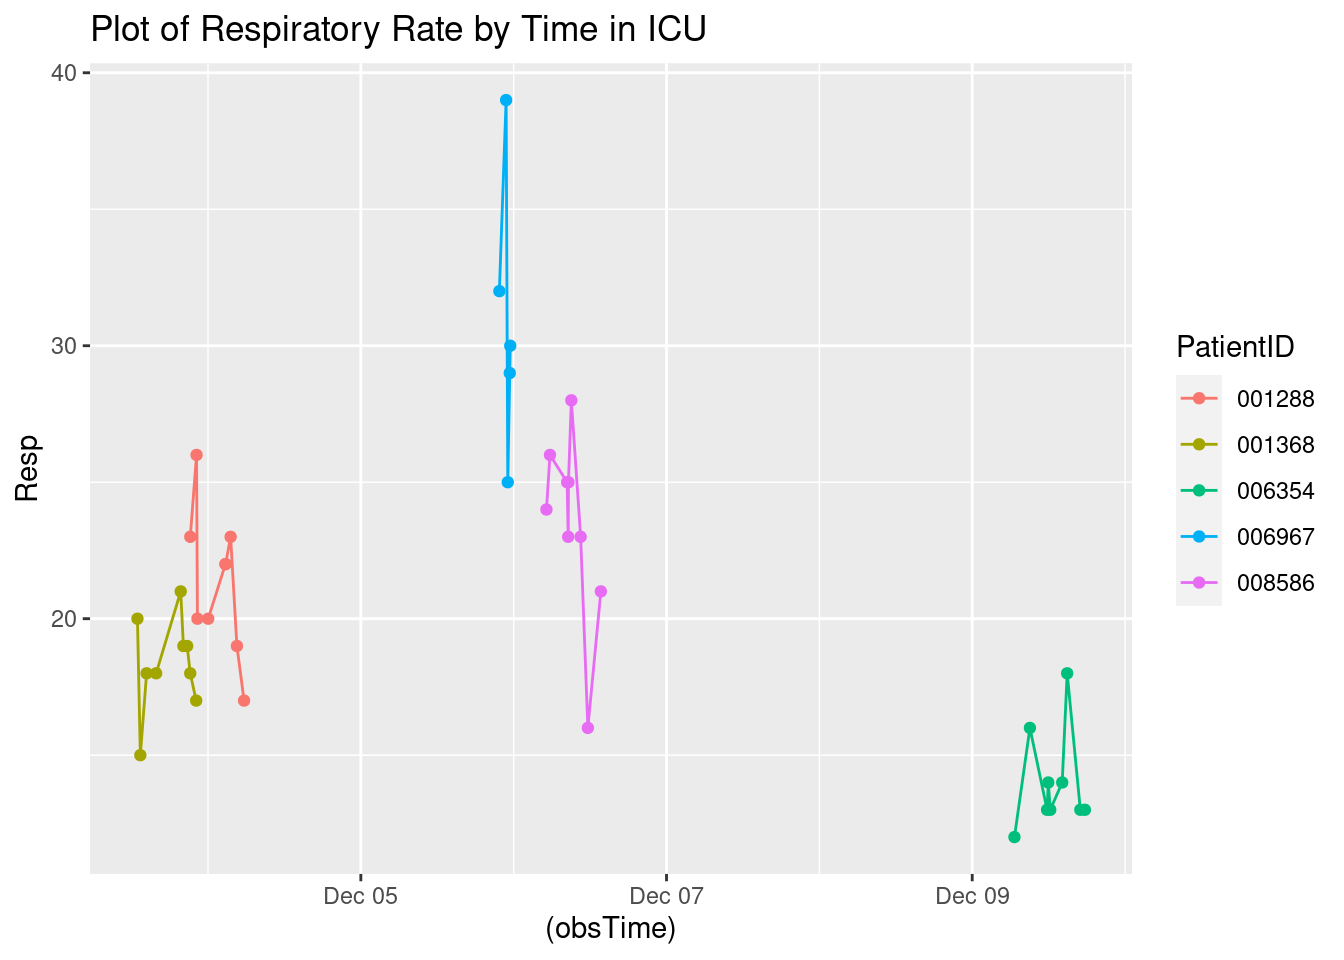 Plot of Respiratory Rate by Time in ICU
40
30
20
Resp
Dec 05
Dec 07
Dec 09
(obsTime)
PatientID
001288
001368
006354
006967
008586